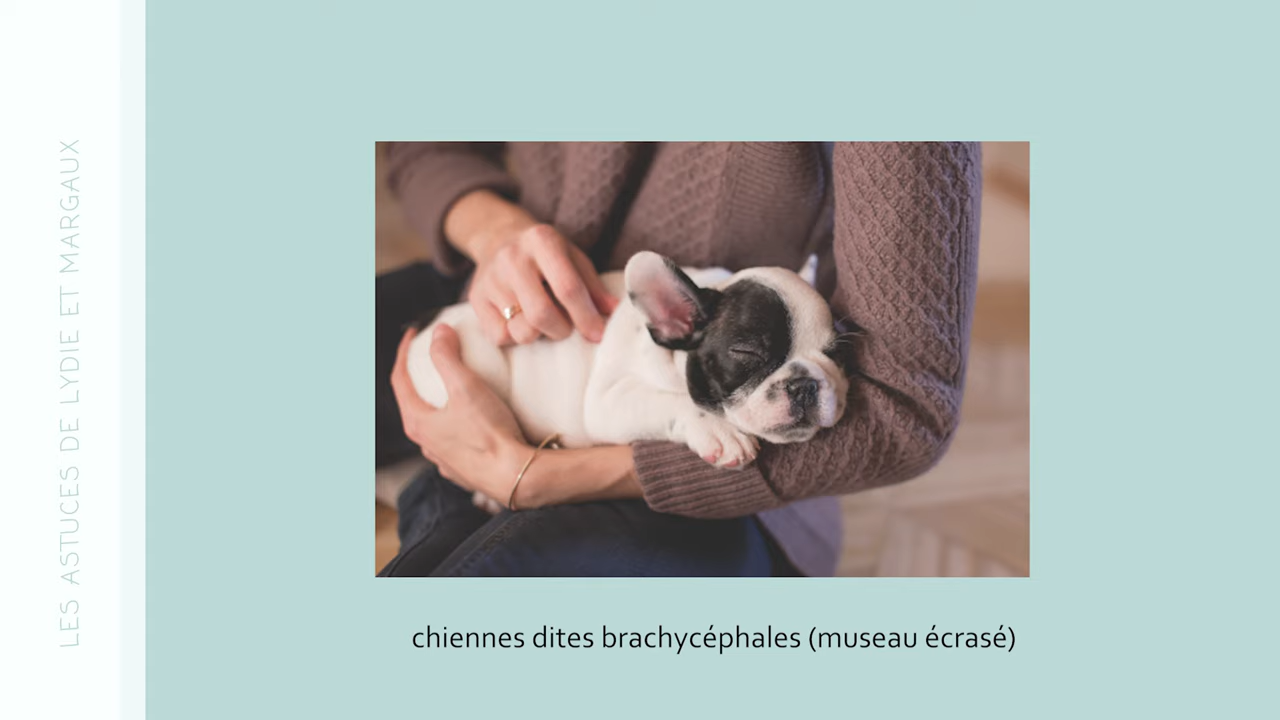 LES ASTUCES DE LYDIE ET MARGAUX
chiennes dites brachycéphales (museau écrasé)